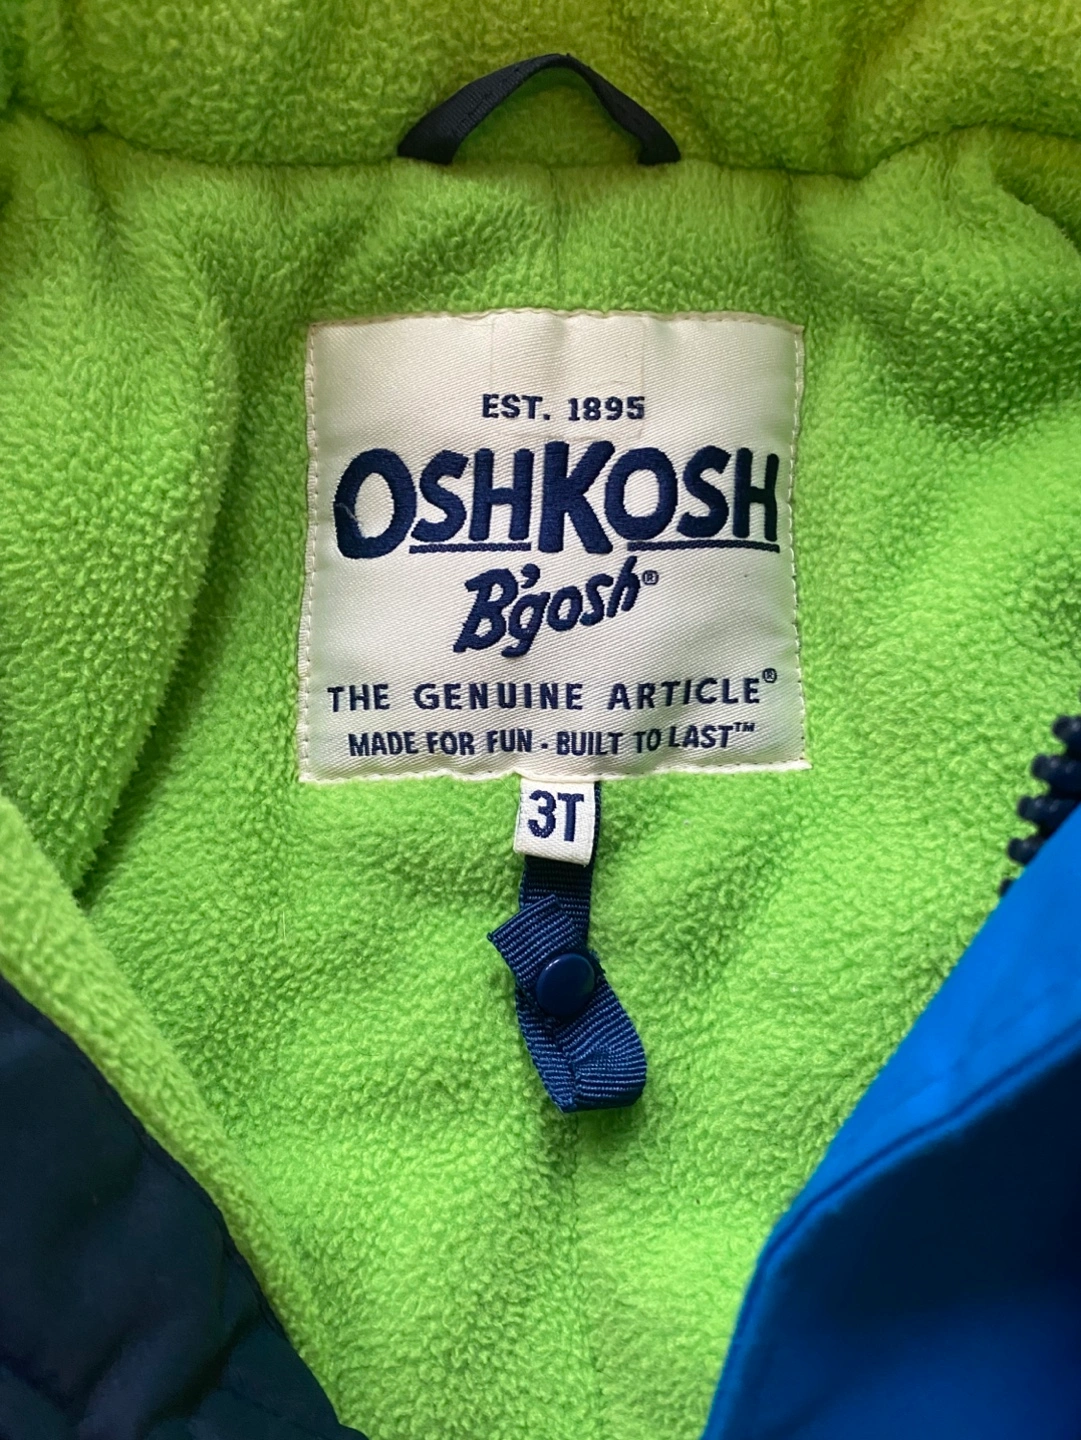 EST. 1895
OSHKOSH
B'gosh®
THE GENUINE ARTICLE®
MADE FOR FUN - BUILT TO LAST™
3T